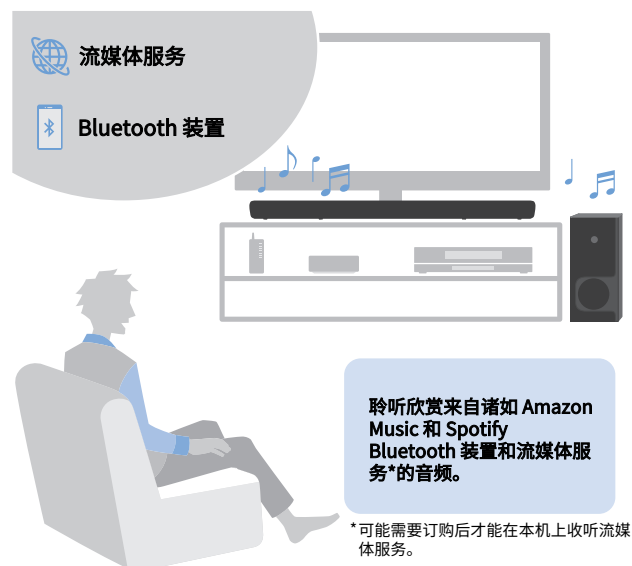 流媒体服务
Bluetooth 装置
聆听欣赏来自诸如 Amazon
Music 和 Spotify
Bluetooth 装置和流媒体服
务*的音频。
*可能需要订购后才能在本机上收听流媒
体服务。